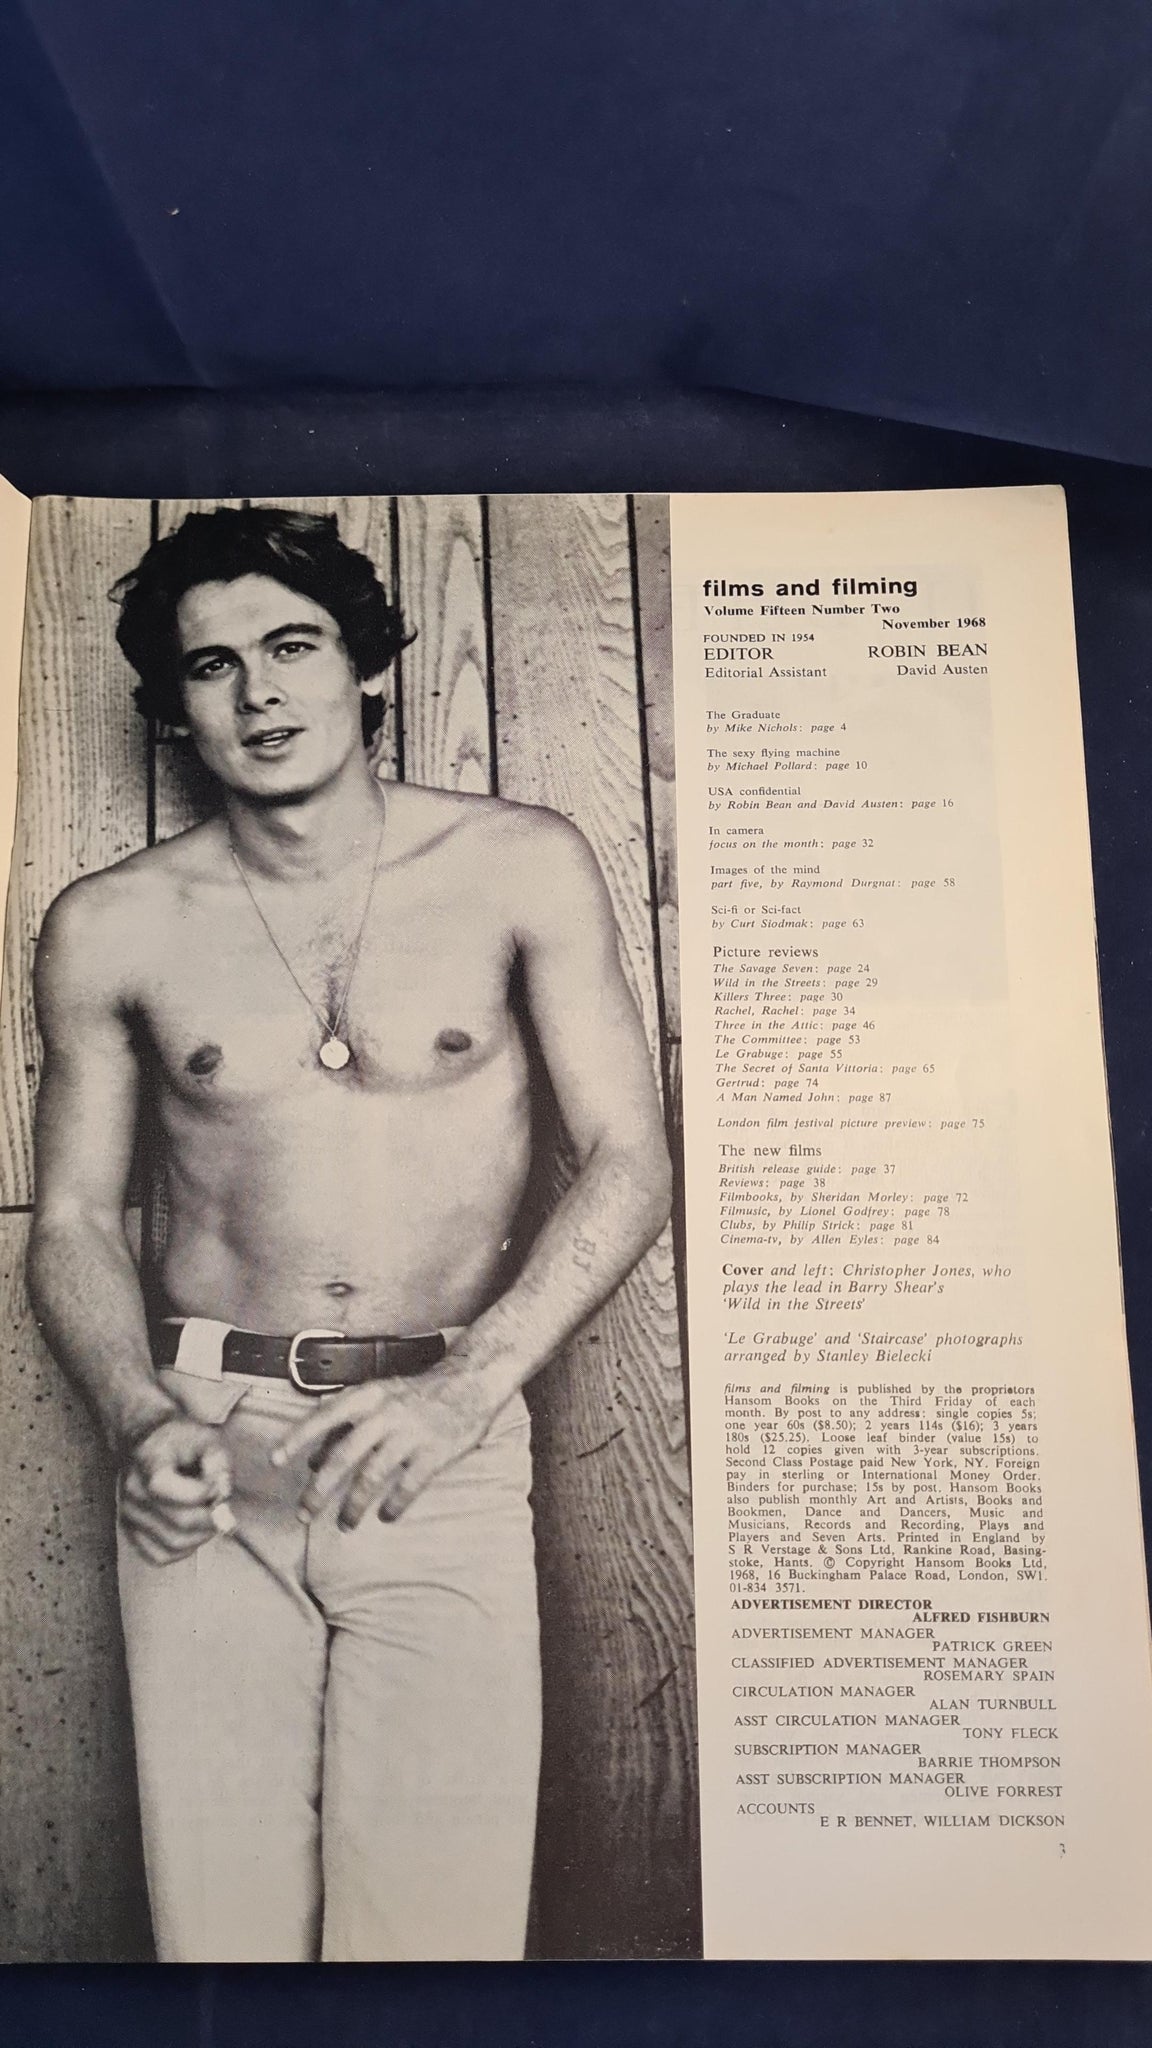 films and filming
Volume Fifteen Number Two
November 1968
FOUNDED IN 1954
EDITOR ROBIN BEAN
Editorial Assistant David Austen
The Graduate
by Mike Nichols: page 4
The sexy flying machine
by Michael Pollard: page 10
USA confidential
by Robin Bean and David Austen: page 16
In camera
focus on the month: page 32
Images of the mind
part five, by Raymond Durgnat: page 58
Sci-fi or Sci-fact
by Curt Siodmak: page 63
Picture reviews
The Savage Seven: page 24
Wild in the Streets: page 29
Killers Three: page 30
Rachel, Rachel: page 34
Three in the Attic: page 46
The Committee: page 53
Le Grabuge: page 55
The Secret of Santa Vittoria: page 65
Gertrud: page 74
A Man Named John: page 87
London film festival picture preview: page 75
The new films
British release guide: page 37
Reviews: page 38
Filmbooks, by Sheridan Morley: page 72
Filmusic, by Lionel Godfrey: page 78
Clubs, by Philip Strick: page 81
Cinema-tv, by Allen Eyles: page 84
Cover and left: Christopher Jones, who
plays the lead in Barry Shear's
'Wild in the Streets'
'Le Grabuge' and 'Staircase' photographs
arranged by Stanley Bielecki
films and filming is published by the proprietors
Hansom Books on the Third Friday of each
month. By post to any address: single copies 5s;
one year 60s ($8.50); 2 years 114s ($16); 3 years
180s ($25.25). Loose leaf binder (value 15s) to
hold 12 copies given with 3-year subscriptions.
Second Class Postage paid New York, NY. Foreign
pay in sterling or International Money Order.
Binders for purchase; 15s by post. Hansom Books
also publish monthly Art and Artists, Books and
Bookmen, Dance and Dancers, Music and
Musicians, Records and Recording, Plays and
Players and Seven Arts. Printed in England by
S R Verstage & Sons Ltd, Rankine Road, Basing-
stoke, Hants. © Copyright Hansom Books Ltd,
1968, 16 Buckingham Palace Road, London, SW1.
01-834 3571.
ADVERTISEMENT DIRECTOR
ALFRED FISHBURN
ADVERTISEMENT MANAGER
PATRICK GREEN
CLASSIFIED ADVERTISEMENT MANAGER
ROSEMARY SPAIN
CIRCULATION MANAGER
ALAN TURNBULL
ASST CIRCULATION MANAGER
TONY FLECK
SUBSCRIPTION MANAGER
BARRIE THOMPSON
ASST SUBSCRIPTION MANAGER
OLIVE FORREST
ACCOUNTS
E R BENNET, WILLIAM DICKSON
3